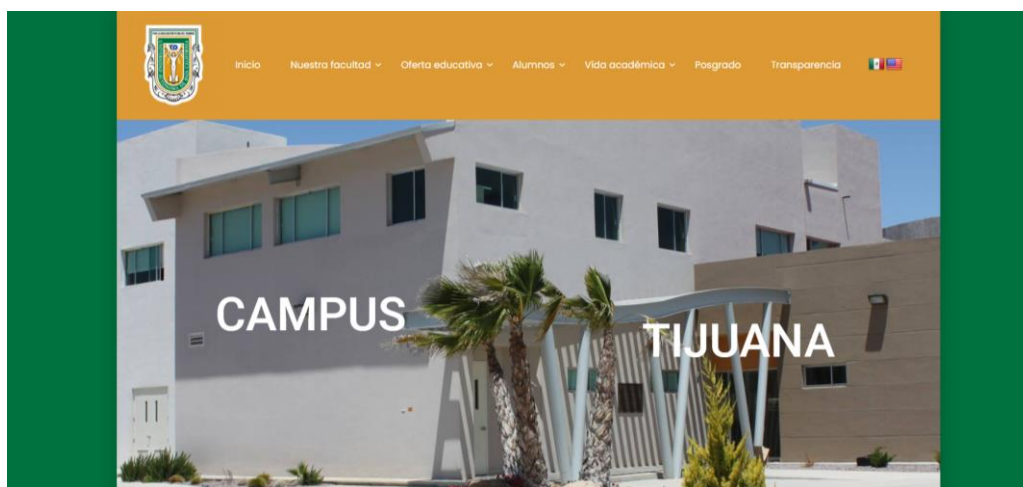 Inicio Nuestra facultad Oferta educativa Alumnos Vida académica Posgrado Transparencia
CAMPUS
TIJUANA